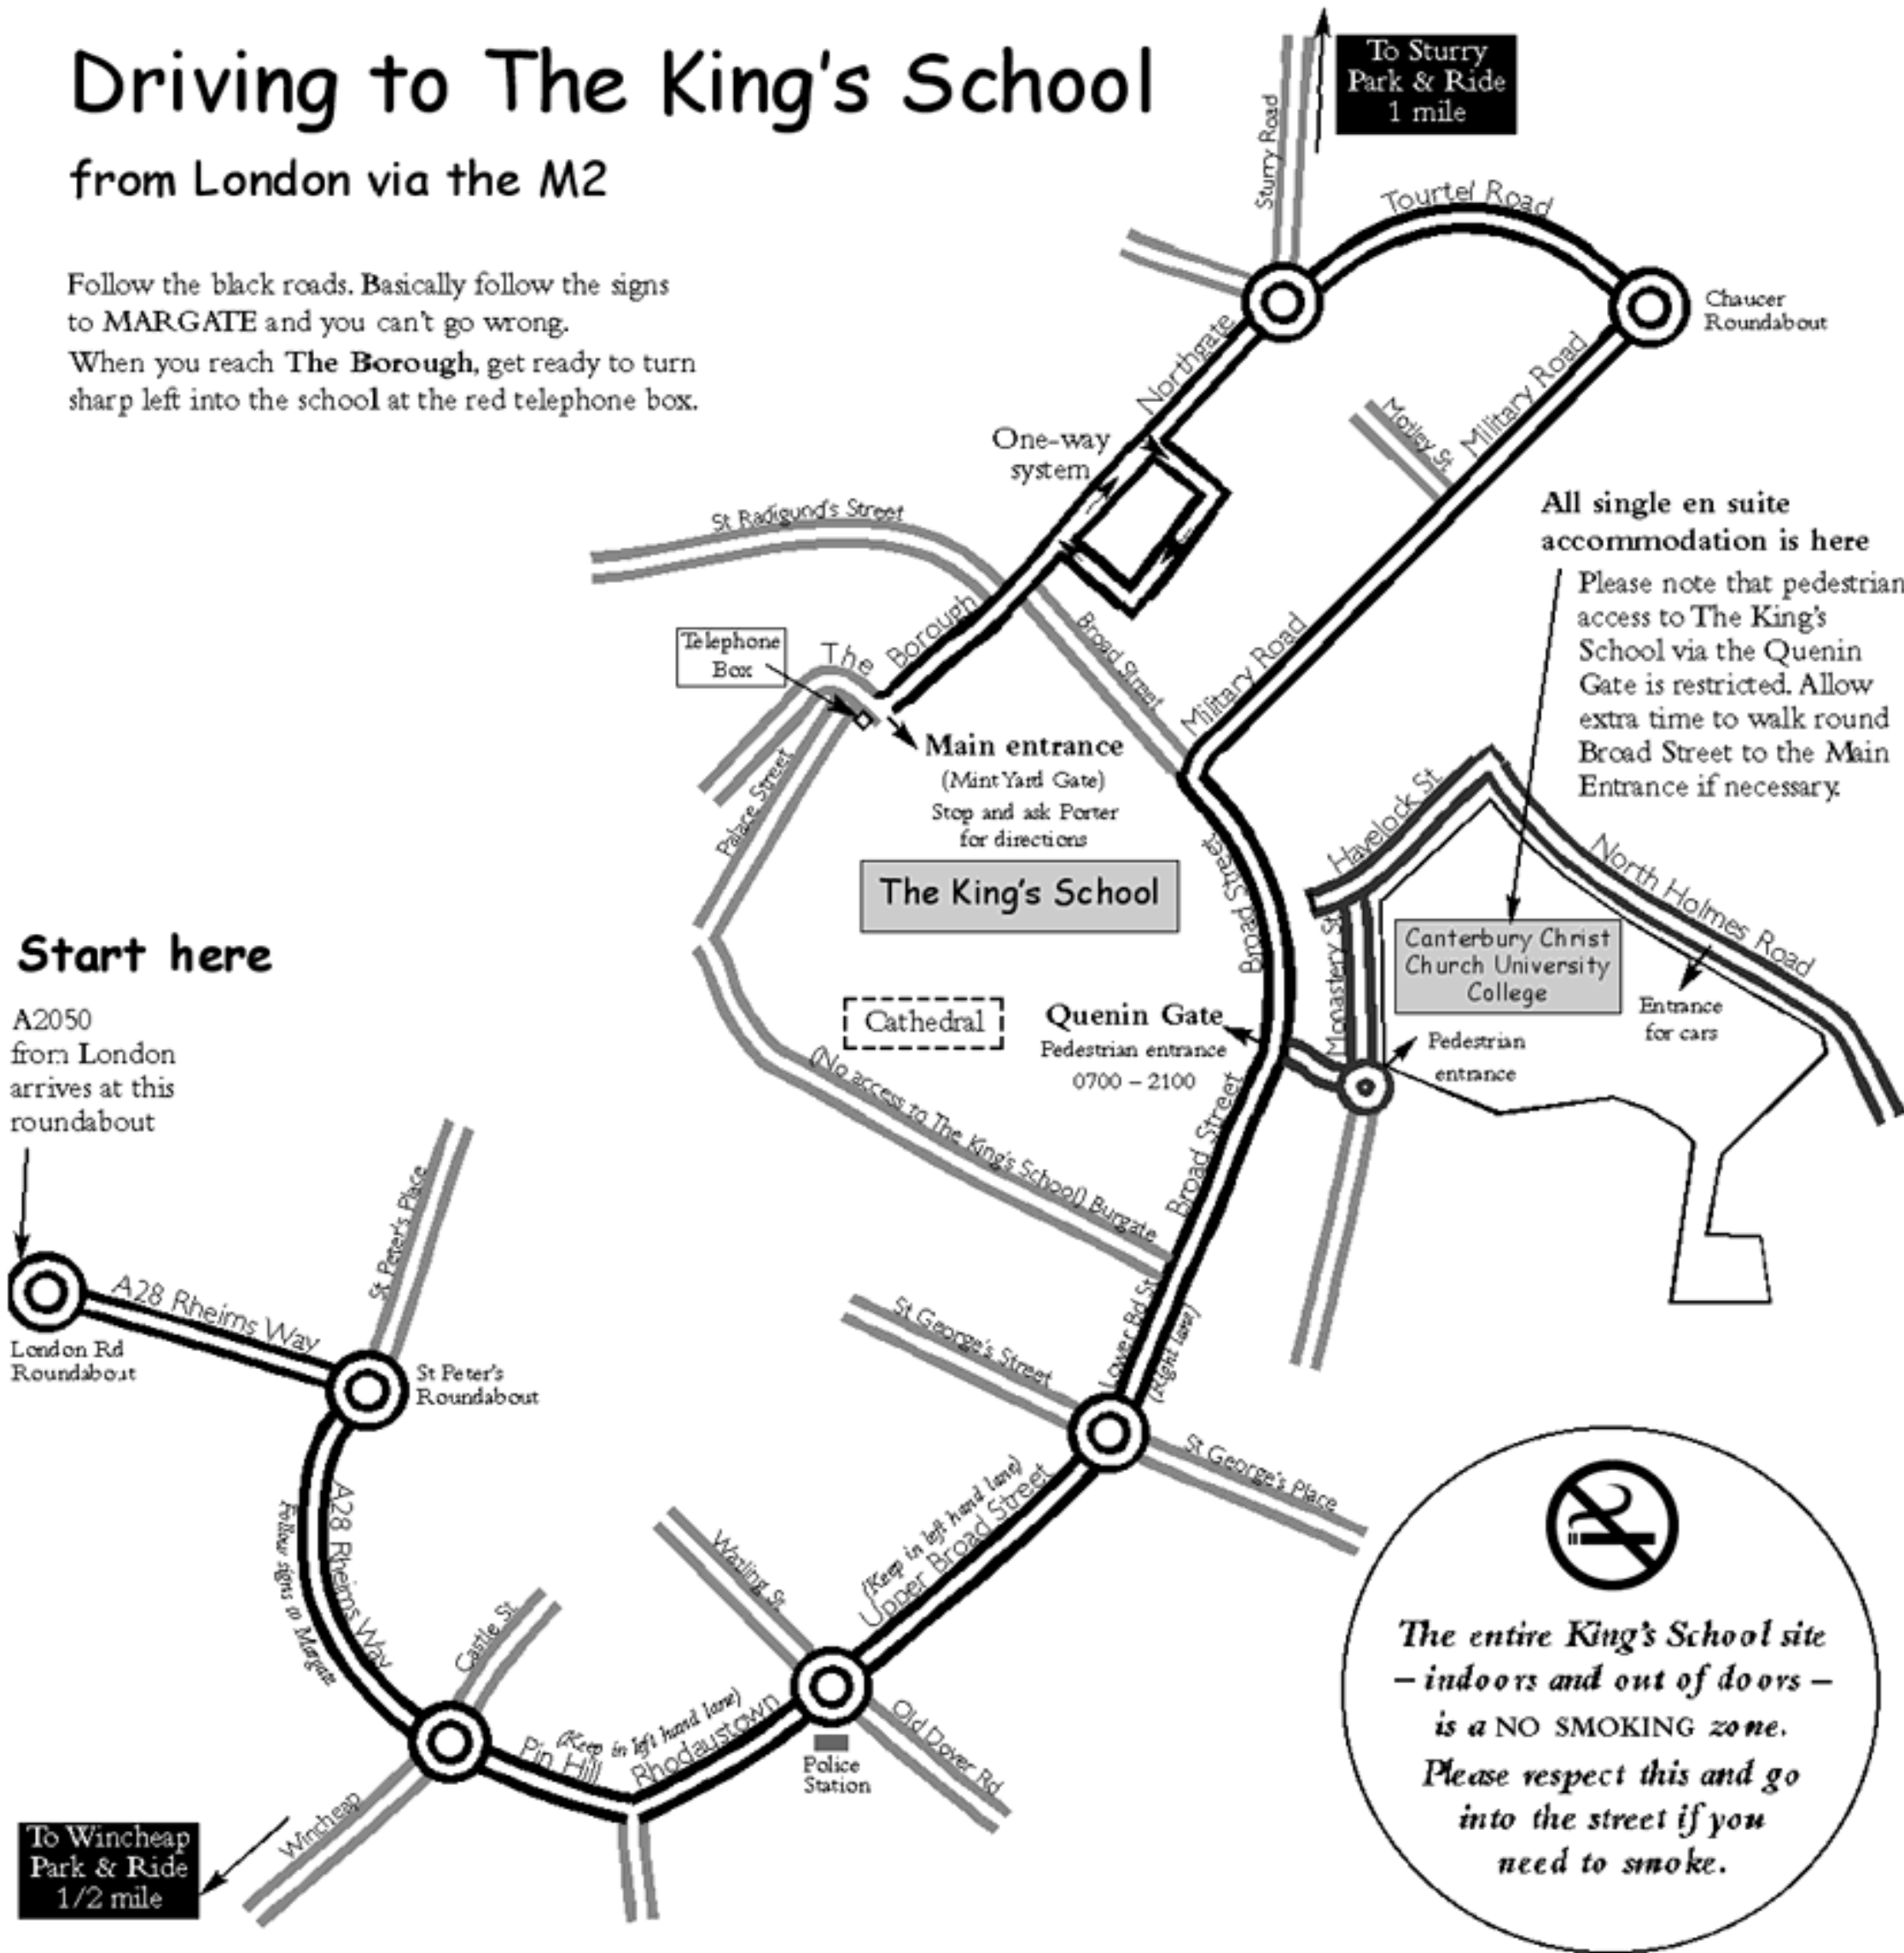 Driving to The King's School
from London via the M2
Follow the black roads. Basically follow the signs
to MARGATE and you can't go wrong.
When you reach The Borough, get ready to turn
sharp left into the school at the red telephone box.
To Sturry
Park & Ride
1 mile
Sturry Road
Tourtel Road
Chaucer
Roundabout
Northgate
Military Road
Motley St.
One-way
system
St Radigund's Street
All single en suite
accommodation is here
Please note that pedestrian
access to The King's
School via the Quenin
Gate is restricted. Allow
extra time to walk round
Broad Street to the Main
Entrance if necessary.
Telephone
Box
The Borough
Broad Street
Military Road
Main entrance
(Mint Yard Gate)
Stop and ask Porter
for directions
Palace Street
The King's School
Broad Street
Havelock St.
North Holmes Road
Monastery St.
Canterbury Christ
Church University
College
Entrance
for cars
Pedestrian
entrance
Start here
A2050
from London
arrives at this
roundabout
Cathedral
Quenin Gate
Pedestrian entrance
0700 – 2100
(No access to The King's School) Burgate
Broad Street
St Peter's Place
A28 Rheims Way
London Rd
Roundabout
St Peter's
Roundabout
Lower Bd St.
(Right lane)
St George's Street
St George's Place
A28 Rheims Way
Follow signs to Margate
Castle St.
Watling St.
(Keep in left hand lane)
Upper Broad Street
Pin Hill
(Keep in left hand lane)
Rhodaustown
Old Dover Rd
Police
Station
Wincheap
To Wincheap
Park & Ride
1/2 mile
The entire King's School site
– indoors and out of doors –
is a NO SMOKING zone.
Please respect this and go
into the street if you
need to smoke.